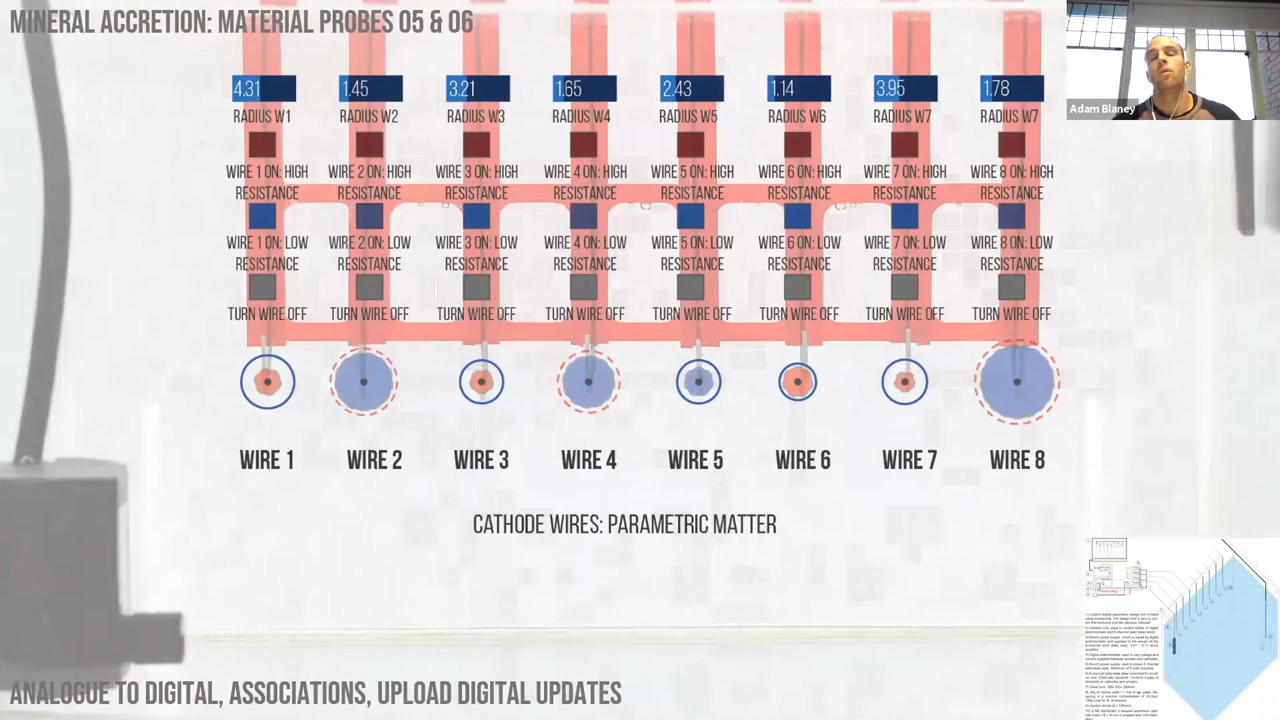 MINERAL ACCRETION: MATERIAL PROBES 05 & 06
Adam Blaney
4.31 1.45 3.21 1.65 2.43 1.14 3.95 1.78
RADIUS W1 RADIUS W2 RADIUS W3 RADIUS W4 RADIUS W5 RADIUS W6 RADIUS W7 RADIUS W7
WIRE 1 ON: HIGH WIRE 2 ON: HIGH WIRE 3 ON: HIGH WIRE 4 ON: HIGH WIRE 5 ON: HIGH WIRE 6 ON: HIGH WIRE 7 ON: HIGH WIRE 8 ON: HIGH
RESISTANCE RESISTANCE RESISTANCE RESISTANCE RESISTANCE RESISTANCE RESISTANCE RESISTANCE
WIRE 1 ON: LOW WIRE 2 ON: LOW WIRE 3 ON: LOW WIRE 4 ON: LOW WIRE 5 ON: LOW WIRE 6 ON: LOW WIRE 7 ON: LOW WIRE 8 ON: LOW
RESISTANCE RESISTANCE RESISTANCE RESISTANCE RESISTANCE RESISTANCE RESISTANCE RESISTANCE
TURN WIRE OFF TURN WIRE OFF TURN WIRE OFF TURN WIRE OFF TURN WIRE OFF TURN WIRE OFF TURN WIRE OFF TURN WIRE OFF
WIRE 1 WIRE 2 WIRE 3 WIRE 4 WIRE 5 WIRE 6 WIRE 7 WIRE 8
CATHODE WIRES: PARAMETRIC MATTER
ANALOGUE TO DIGITAL, ASSOCIATIONS, UPLOAD DIGITAL UPDATES